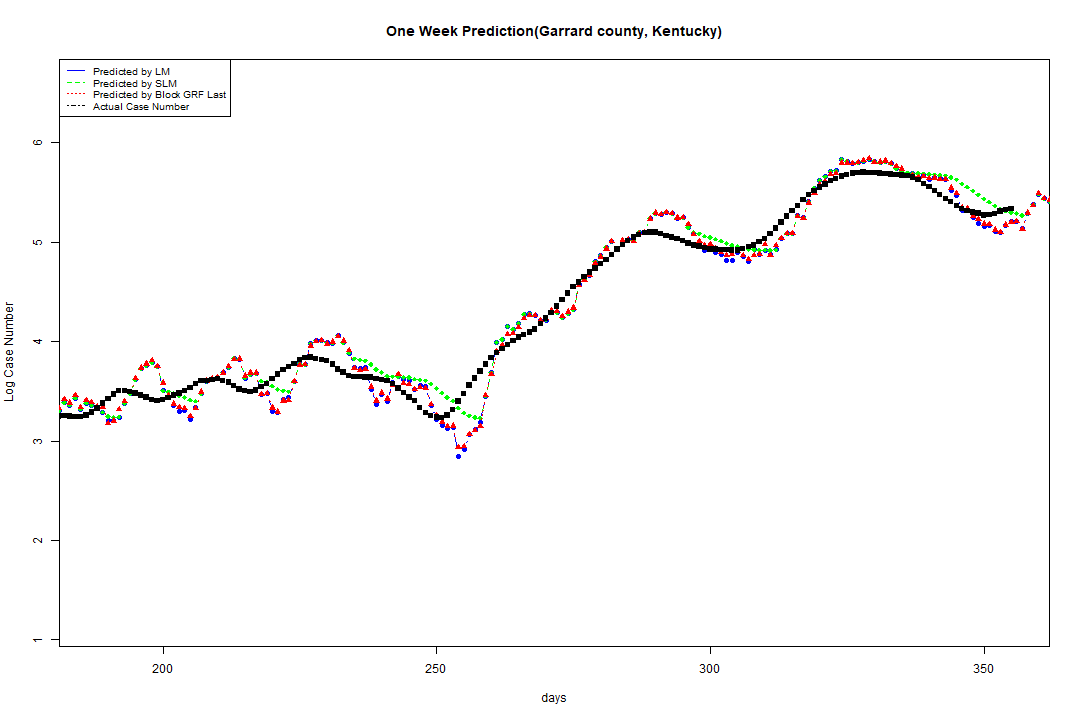 One Week Prediction(Garrard county, Kentucky)
Predicted by LM
Predicted by SLM
Predicted by Block GRF Last
Actual Case Number
Log Case Number
6
5
4
3
2
1
200
250
300
350
days